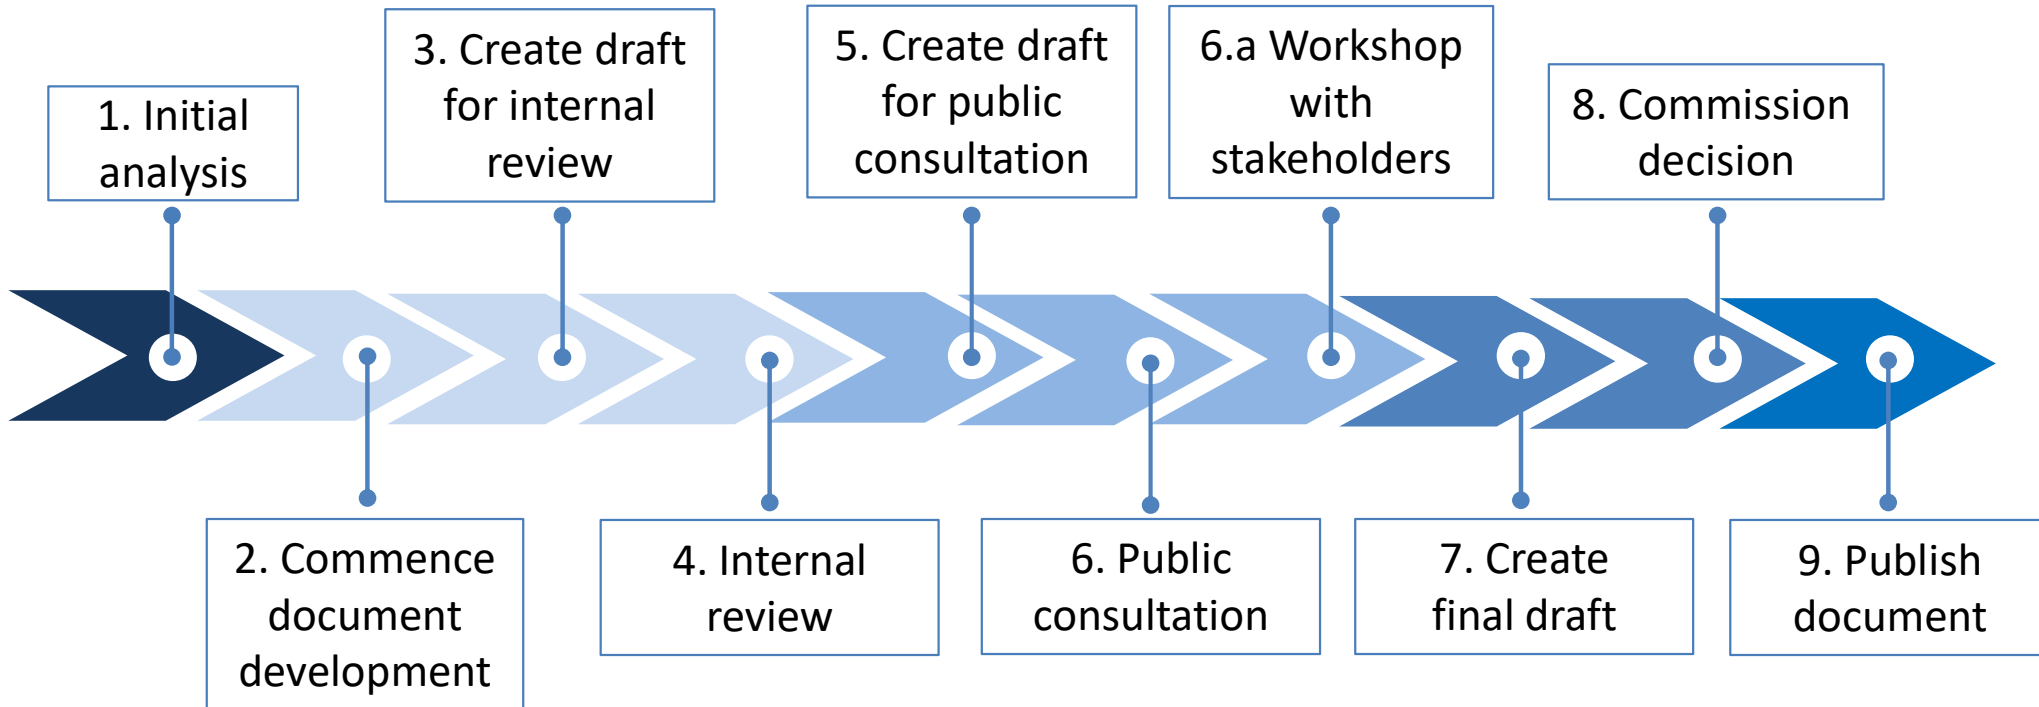 1. Initial
analysis
2. Commence
document
development
3. Create draft
for internal
review
4. Internal
review
5. Create draft
for public
consultation
6. Public
consultation
6.a Workshop
with
stakeholders
7. Create
final draft
8. Commission
decision
9. Publish
document